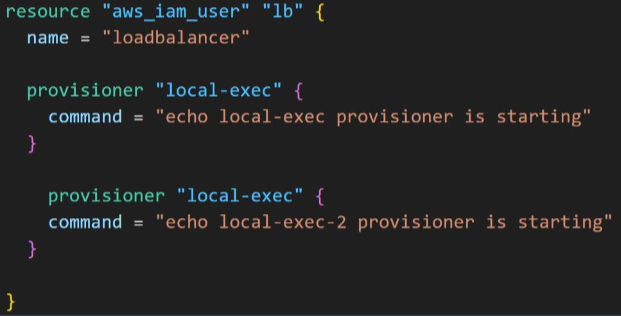 resource "aws_iam_user" "lb" {
  name = "loadbalancer"

  provisioner "local-exec" {
    command = "echo local-exec provisioner is starting"
  }

    provisioner "local-exec" {
    command = "echo local-exec-2 provisioner is starting"
  }

}